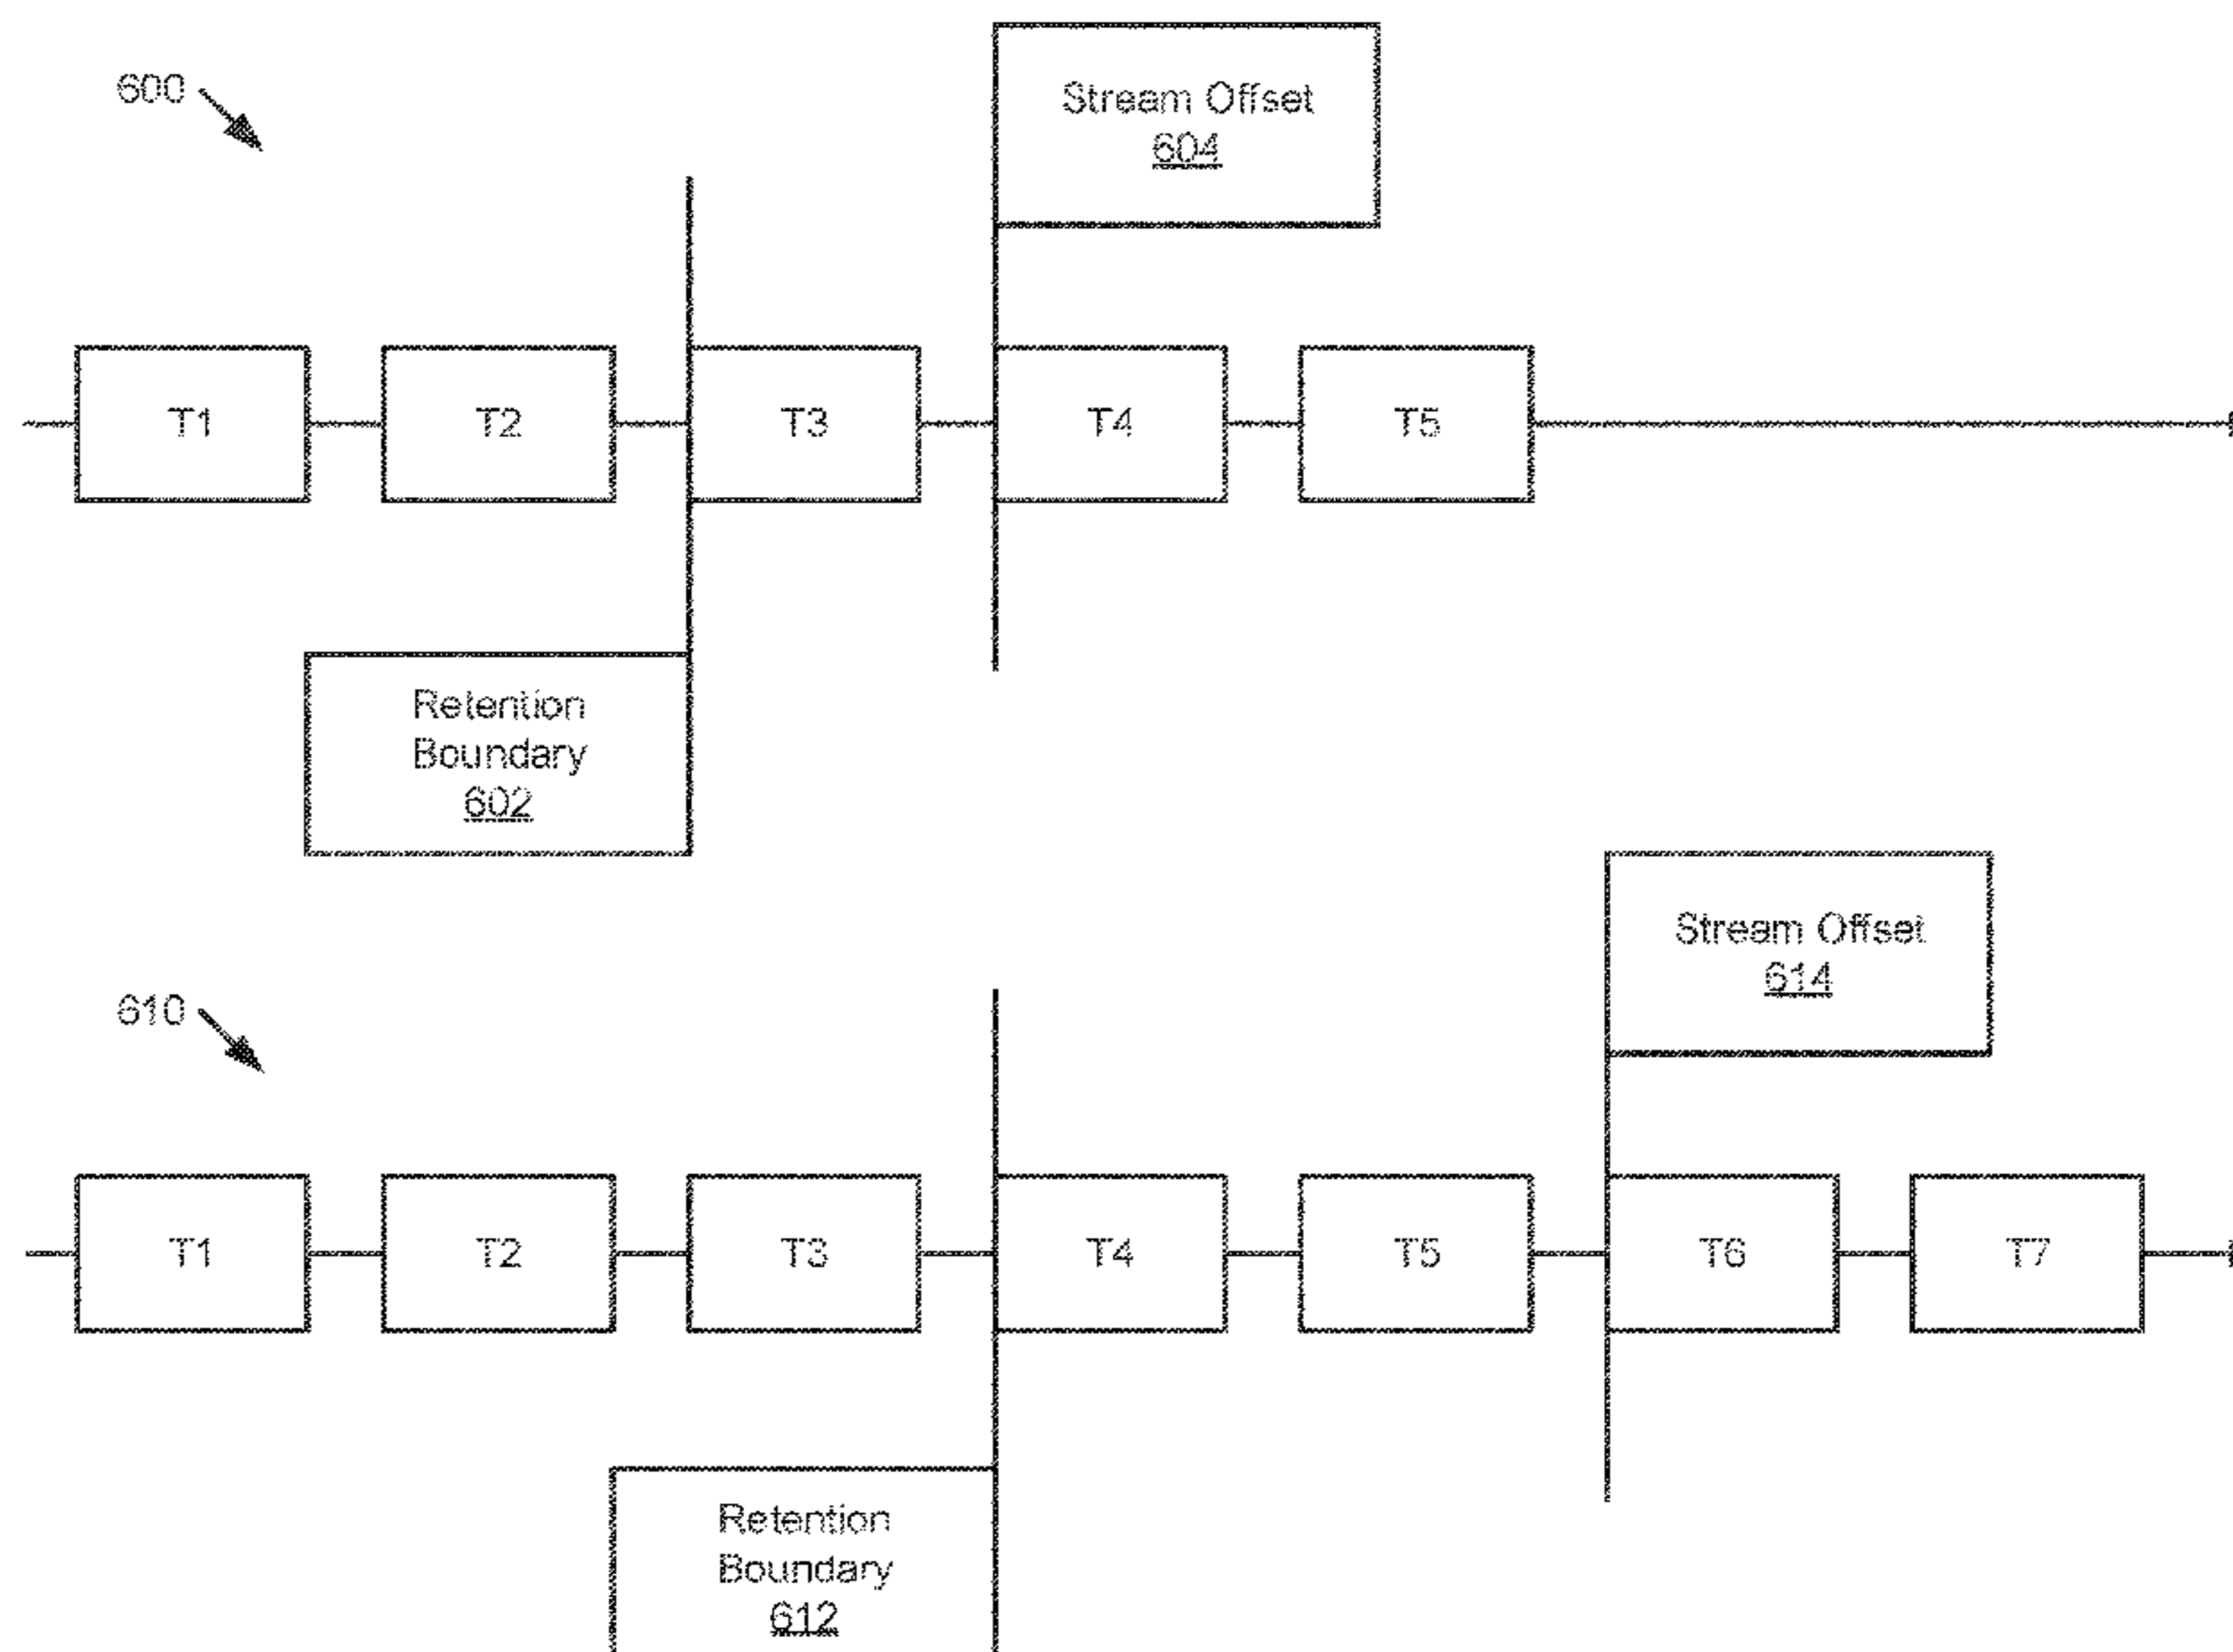 600
Stream Offset
604
T1
T2
T3
T4
T5
Retention
Boundary
602
Stream Offset
614
610
T1
T2
T3
T4
T5
T6
T7
Retention
Boundary
612